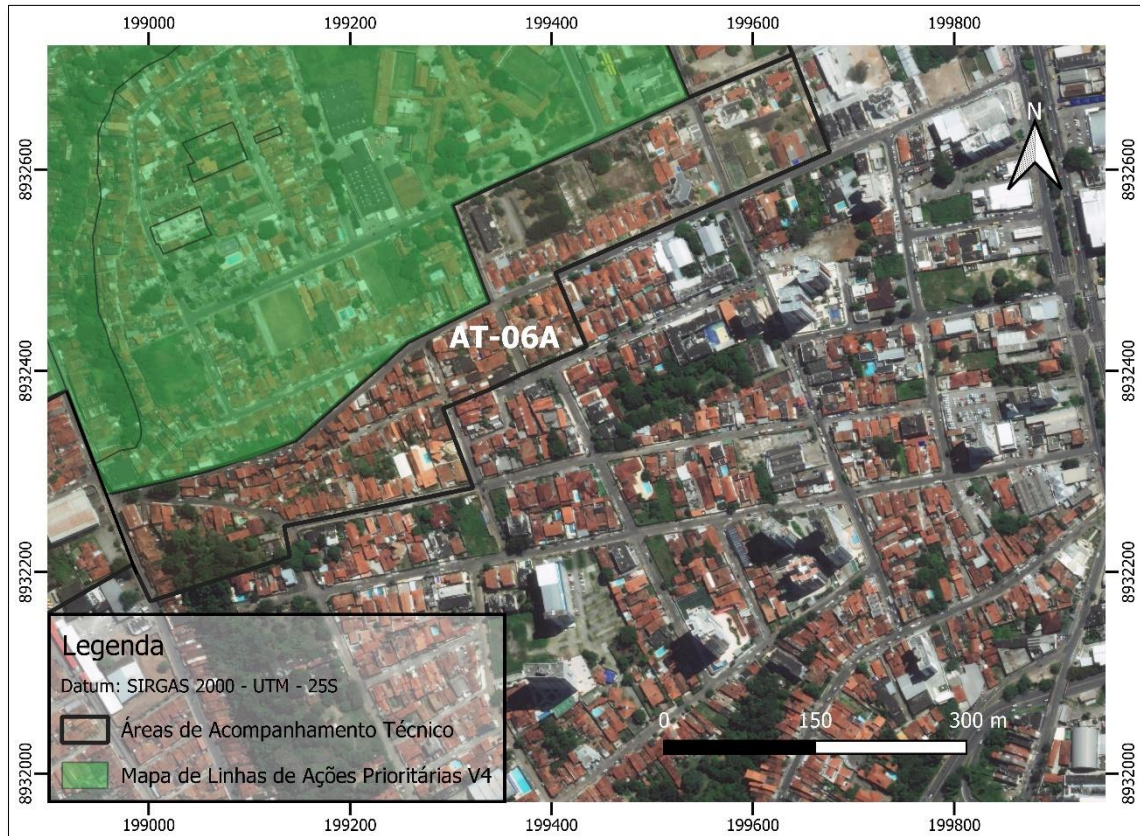 199000 199200 199400 199600 199800
8932600 8932600
N
AT-06A
8932400 8932400
8932200 8932200
Legenda
Datum: SIRGAS 2000 - UTM - 25S
Áreas de Acompanhamento Técnico
Mapa de Linhas de Ações Prioritárias V4
0 150 300 m
8932000 8932000
199000 199200 199400 199600 199800